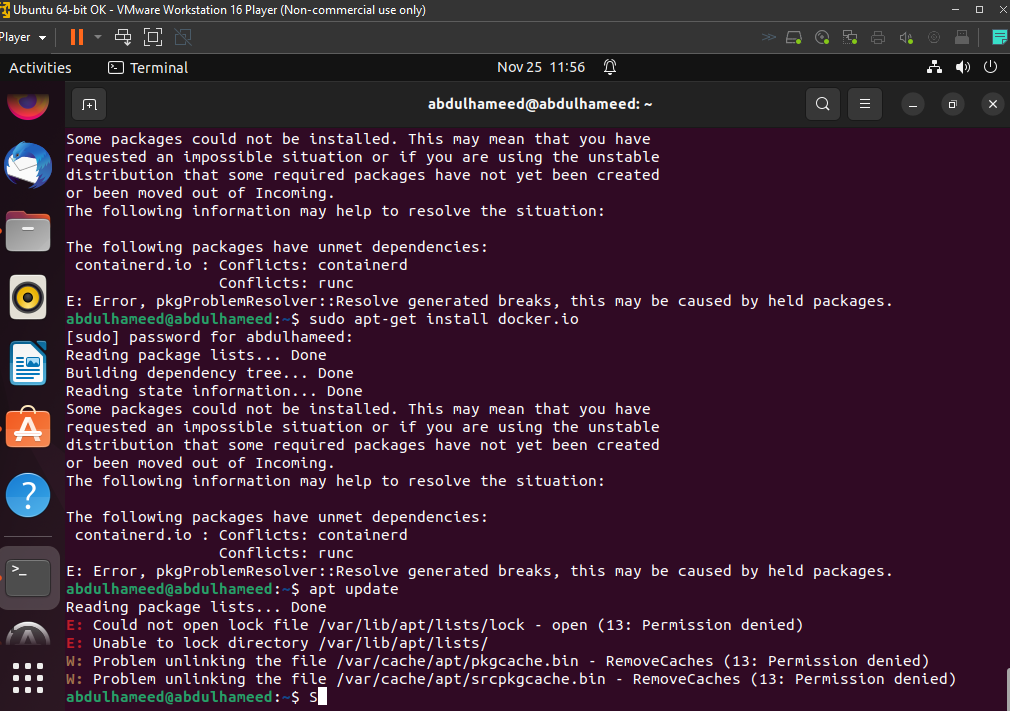 Ubuntu 64-bit OK - VMware Workstation 16 Player (Non-commercial use only)
Player
Activities Terminal Nov 25 11:56
abdulhameed@abdulhameed: ~
Some packages could not be installed. This may mean that you have
requested an impossible situation or if you are using the unstable
distribution that some required packages have not yet been created
or been moved out of Incoming.
The following information may help to resolve the situation:

The following packages have unmet dependencies:
 containerd.io : Conflicts: containerd
                 Conflicts: runc
E: Error, pkgProblemResolver::Resolve generated breaks, this may be caused by held packages.
abdulhameed@abdulhameed:~$ sudo apt-get install docker.io
[sudo] password for abdulhameed:
Reading package lists... Done
Building dependency tree... Done
Reading state information... Done
Some packages could not be installed. This may mean that you have
requested an impossible situation or if you are using the unstable
distribution that some required packages have not yet been created
or been moved out of Incoming.
The following information may help to resolve the situation:

The following packages have unmet dependencies:
 containerd.io : Conflicts: containerd
                 Conflicts: runc
E: Error, pkgProblemResolver::Resolve generated breaks, this may be caused by held packages.
abdulhameed@abdulhameed:~$ apt update
Reading package lists... Done
E: Could not open lock file /var/lib/apt/lists/lock - open (13: Permission denied)
E: Unable to lock directory /var/lib/apt/lists/
W: Problem unlinking the file /var/cache/apt/pkgcache.bin - RemoveCaches (13: Permission denied)
W: Problem unlinking the file /var/cache/apt/srcpkgcache.bin - RemoveCaches (13: Permission denied)
abdulhameed@abdulhameed:~$ S